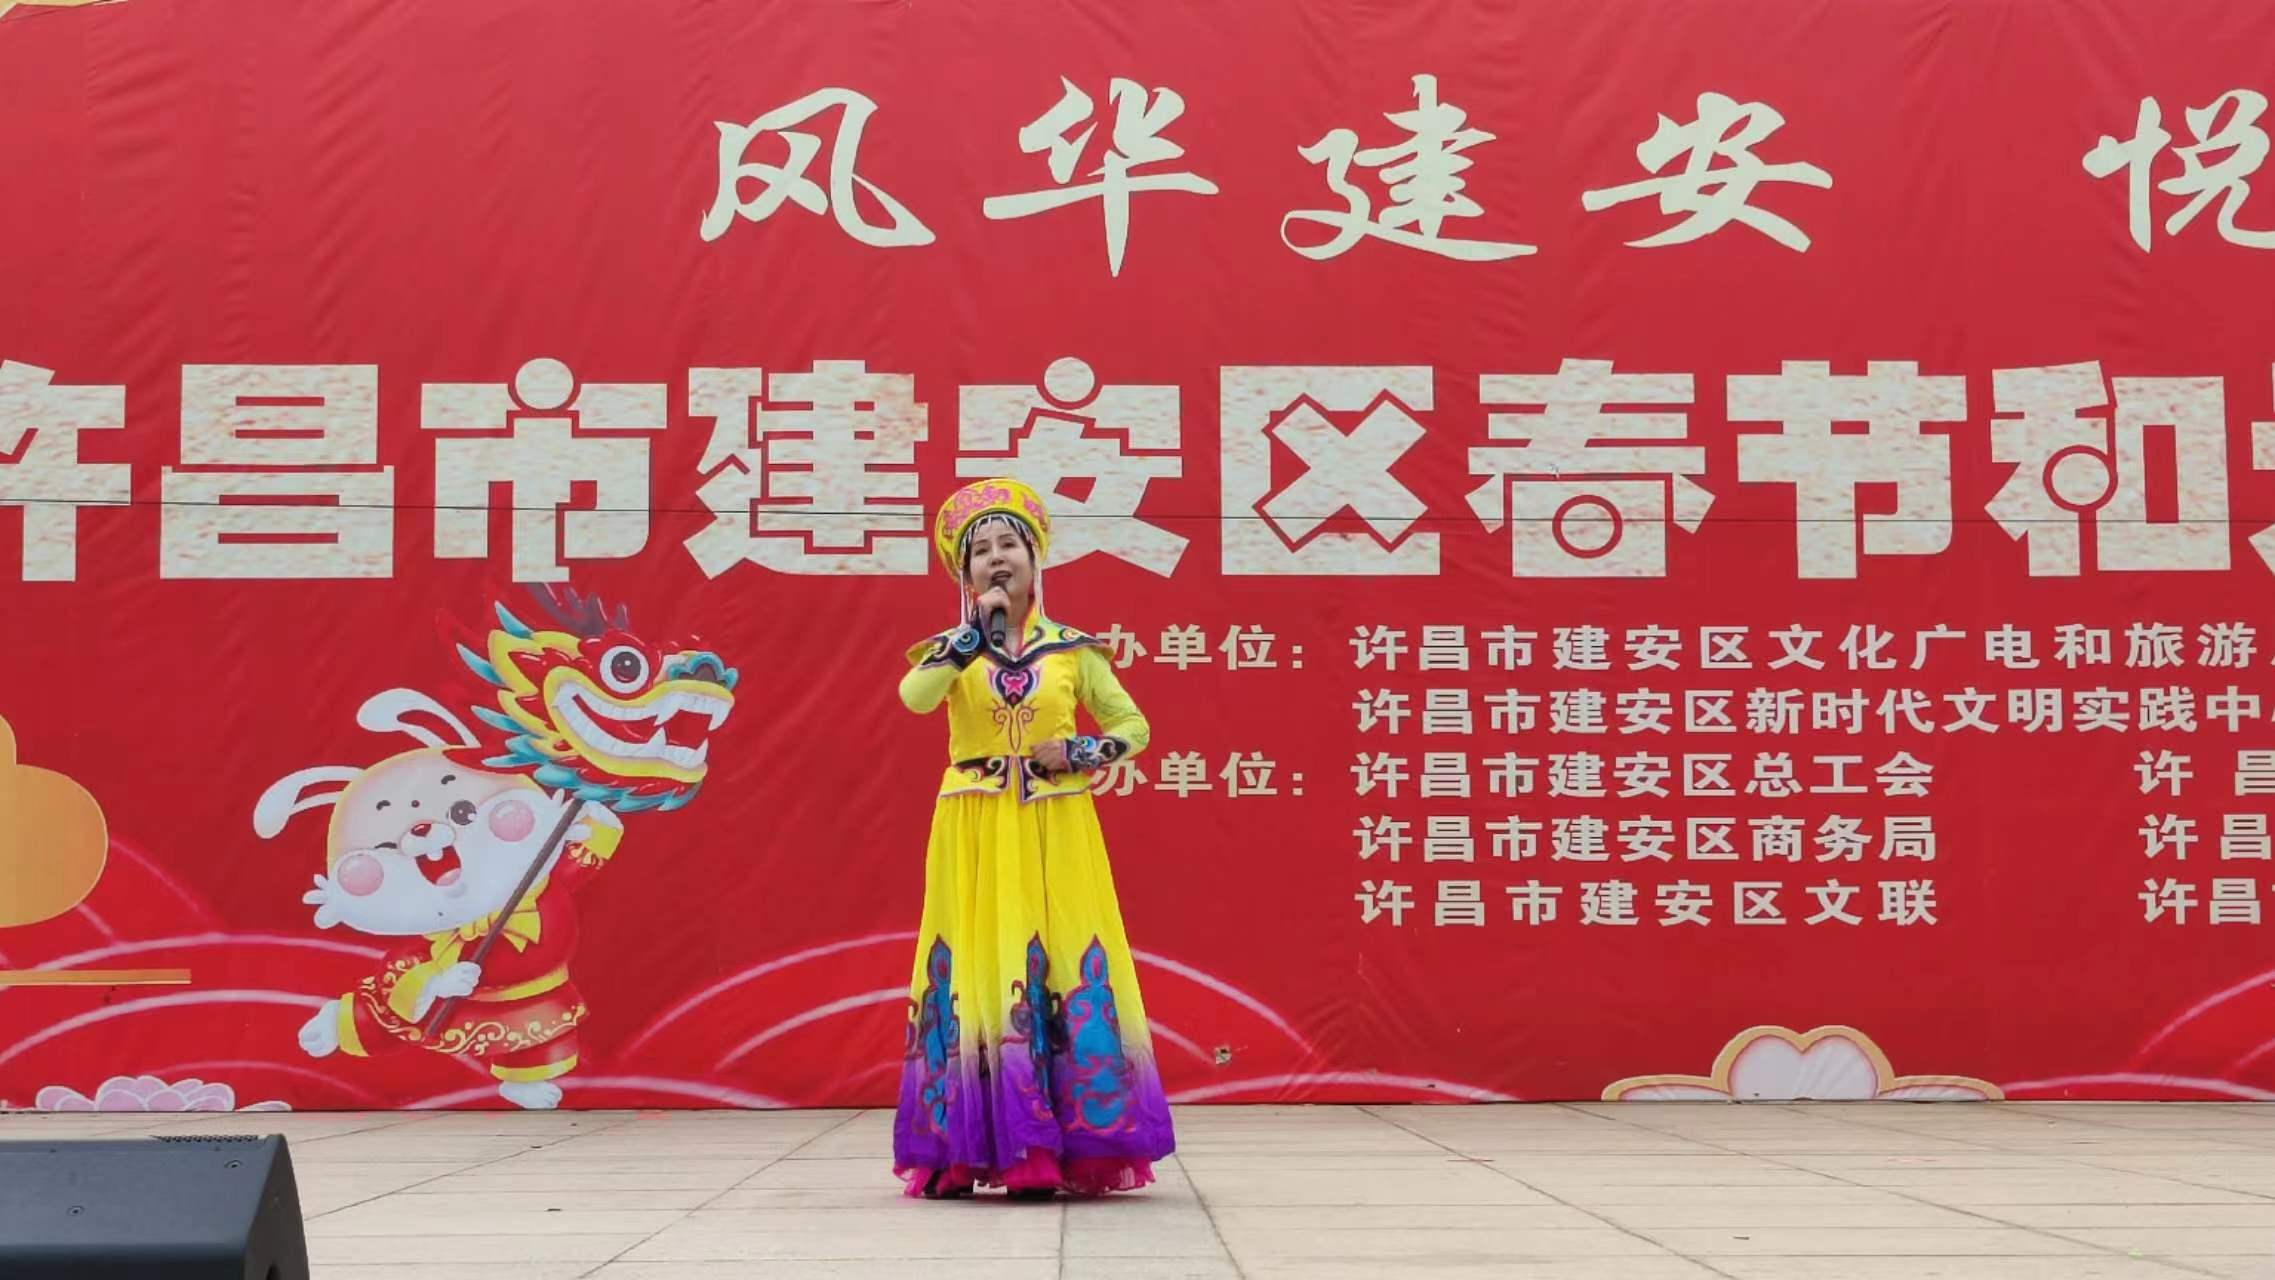 风华建安 悦
许昌市建安区春节和
办单位：许昌市建安区文化广电和旅游
许昌市建安区新时代文明实践中心
办单位：许昌市建安区总工会 许昌
许昌市建安区商务局 许昌
许昌市建安区文联 许昌